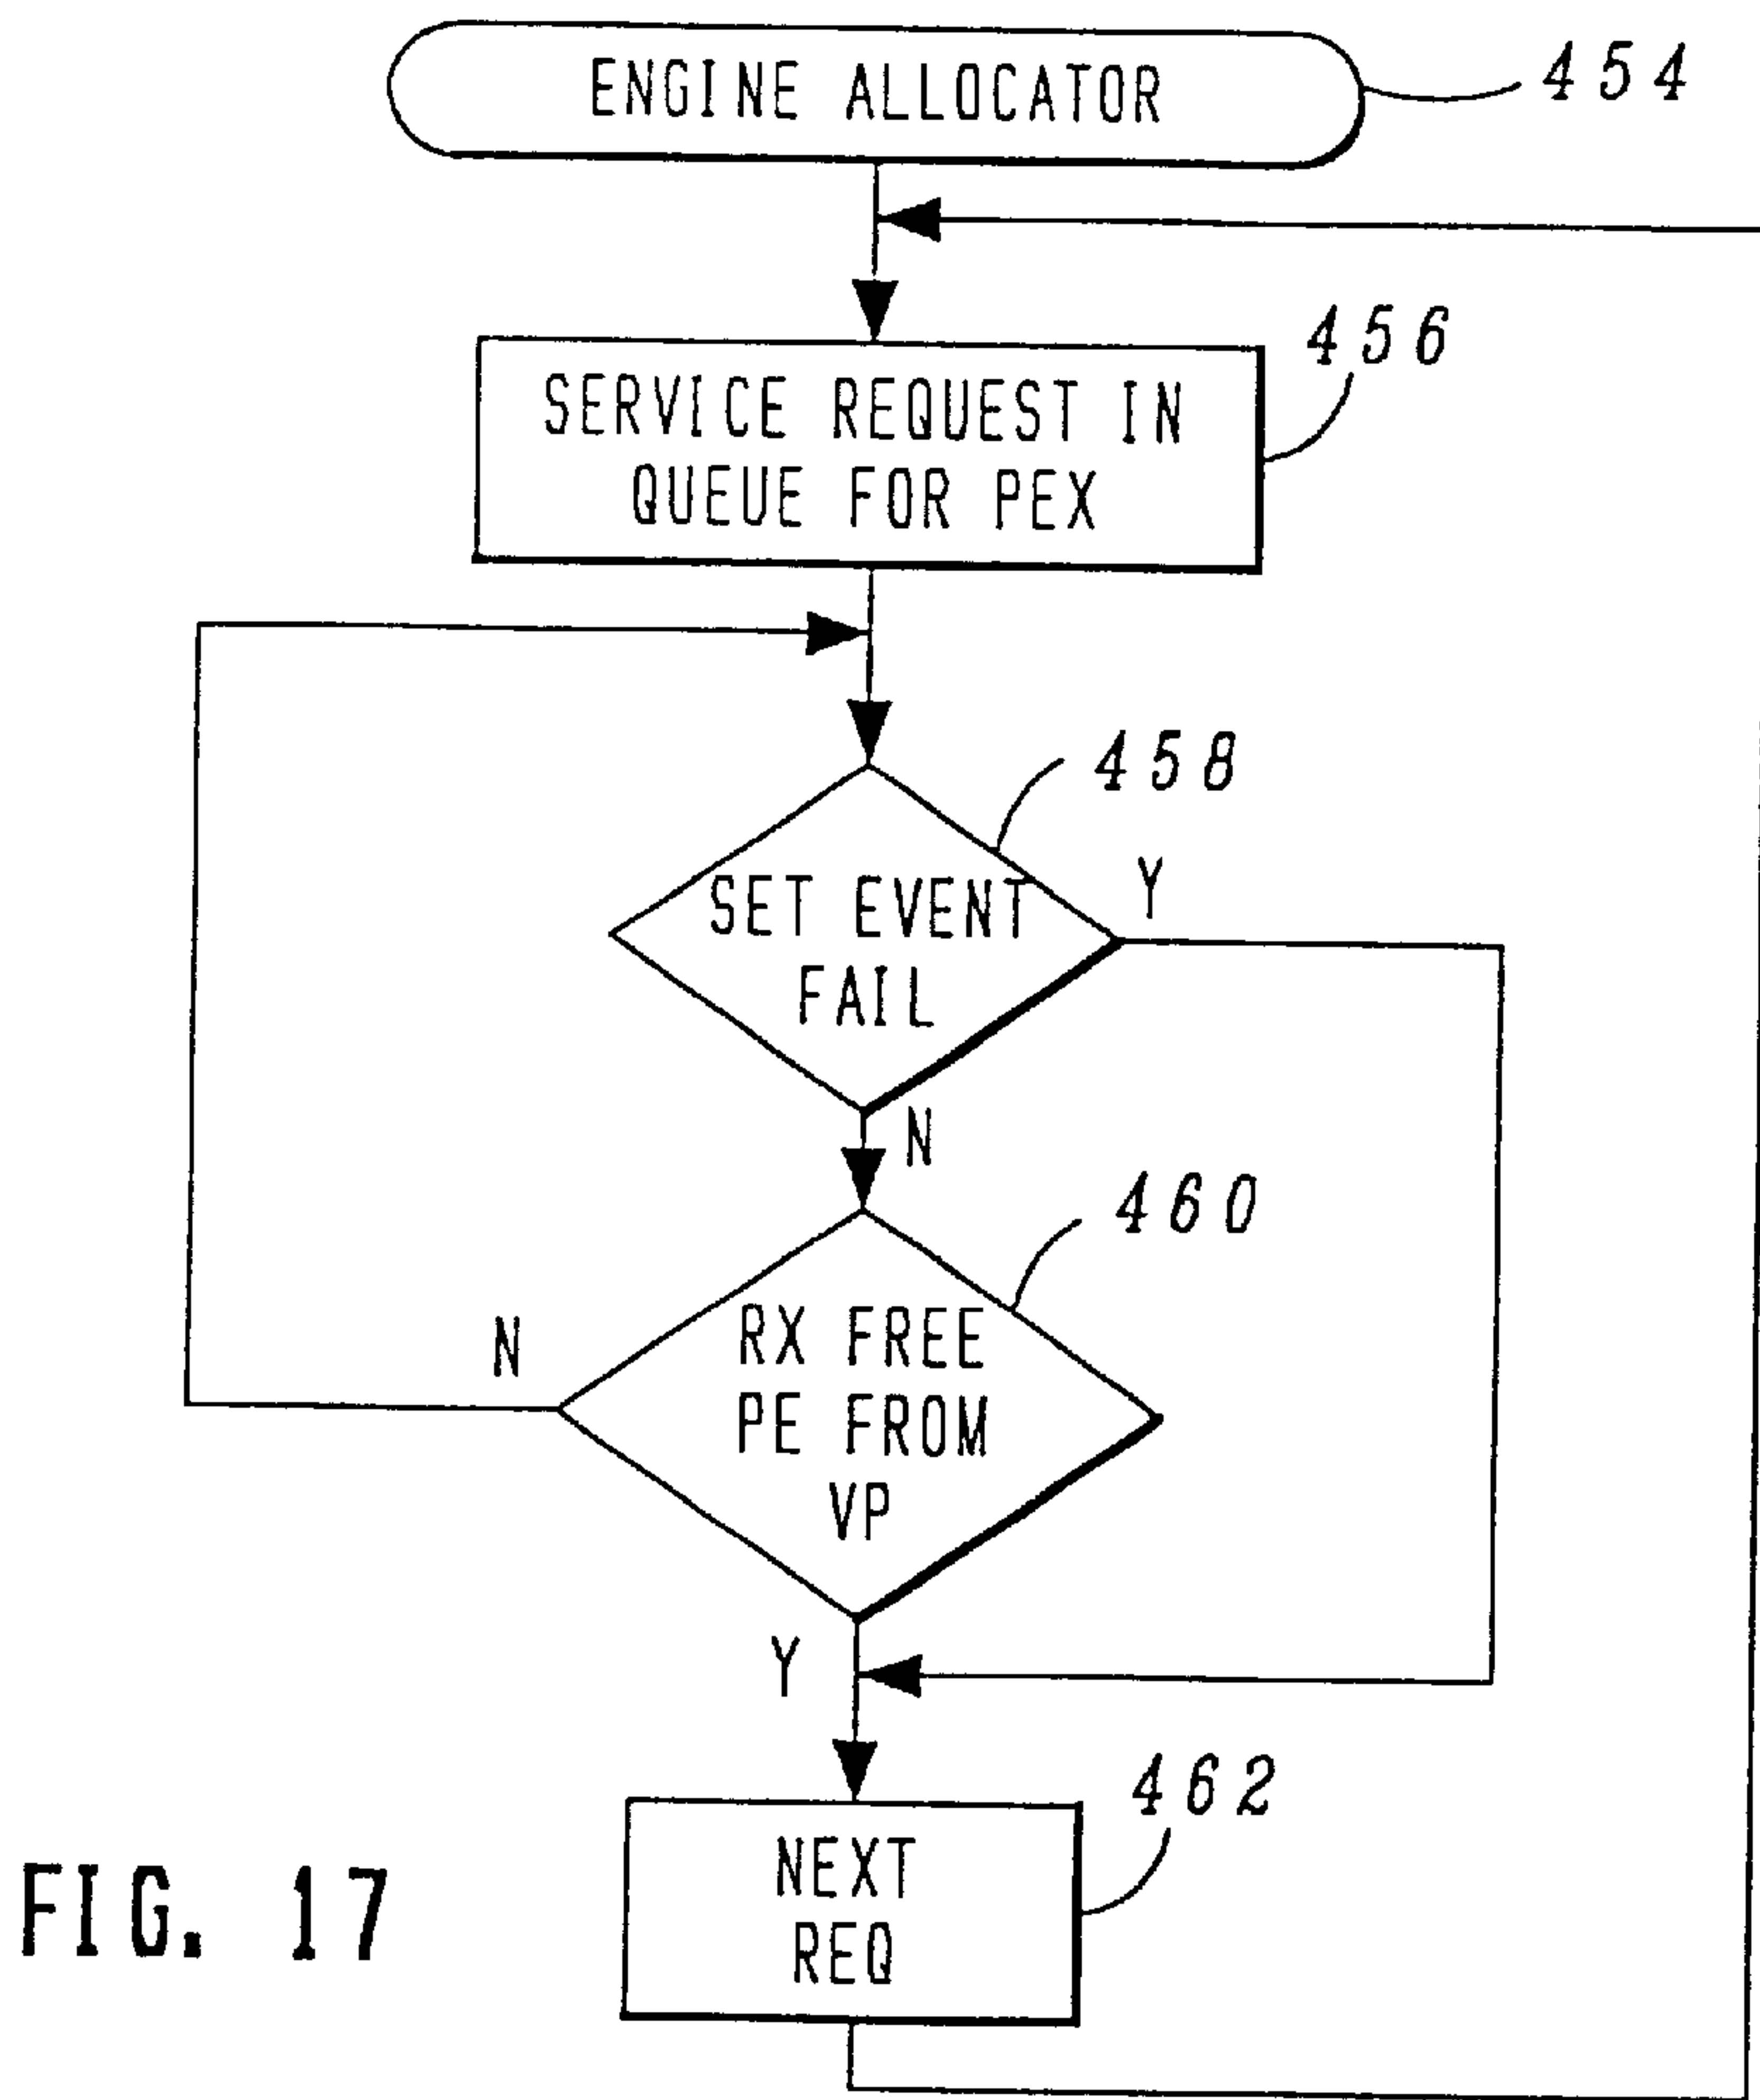 ENGINE ALLOCATOR
454
456
SERVICE REQUEST IN
QUEUE FOR PEX
458
Y
SET EVENT
FAIL
N
460
N
RX FREE
PE FROM
VP
Y
462
NEXT
REQ
FIG. 17